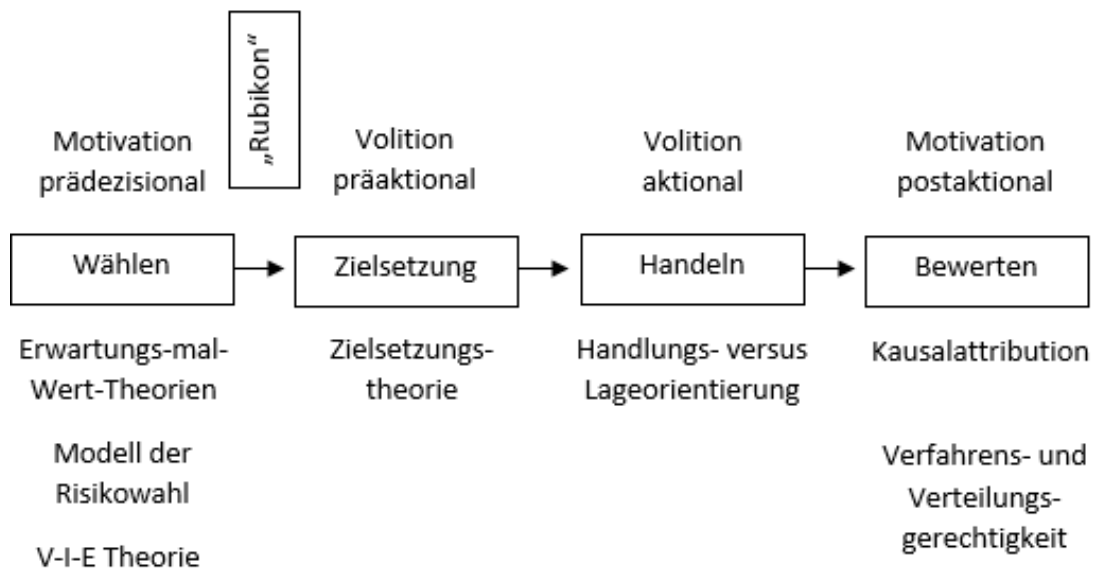 „Rubikon“
Motivation
prädezisional
Volition
präaktional
Volition
aktional
Motivation
postaktional
Wählen
Zielsetzung
Handeln
Bewerten
Erwartungs-mal-
Wert-Theorien
Modell der
Risikowahl
V-I-E Theorie
Zielsetzungs-
theorie
Handlungs- versus
Lageorientierung
Kausalattribution
Verfahrens- und
Verteilungs-
gerechtigkeit